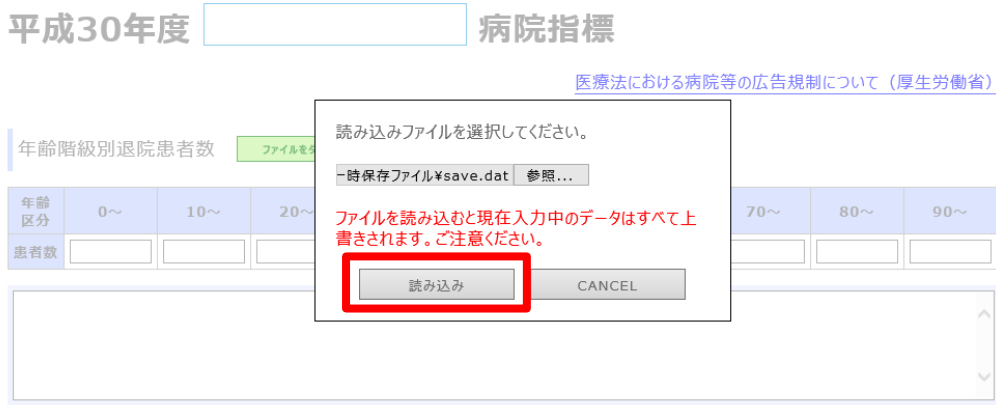 平成30年度 病院指標
医療法における病院等の広告規制について（厚生労働省）
読み込みファイルを選択してください。
年齢階級別退院患者数 ファイルを
一時保存ファイル¥save.dat 参照...
ファイルを読み込むと現在入力中のデータはすべて上
書きされます。ご注意ください。
年齢
区分
0～ 10～ 20～ 70～ 80～ 90～
患者数
読み込み CANCEL